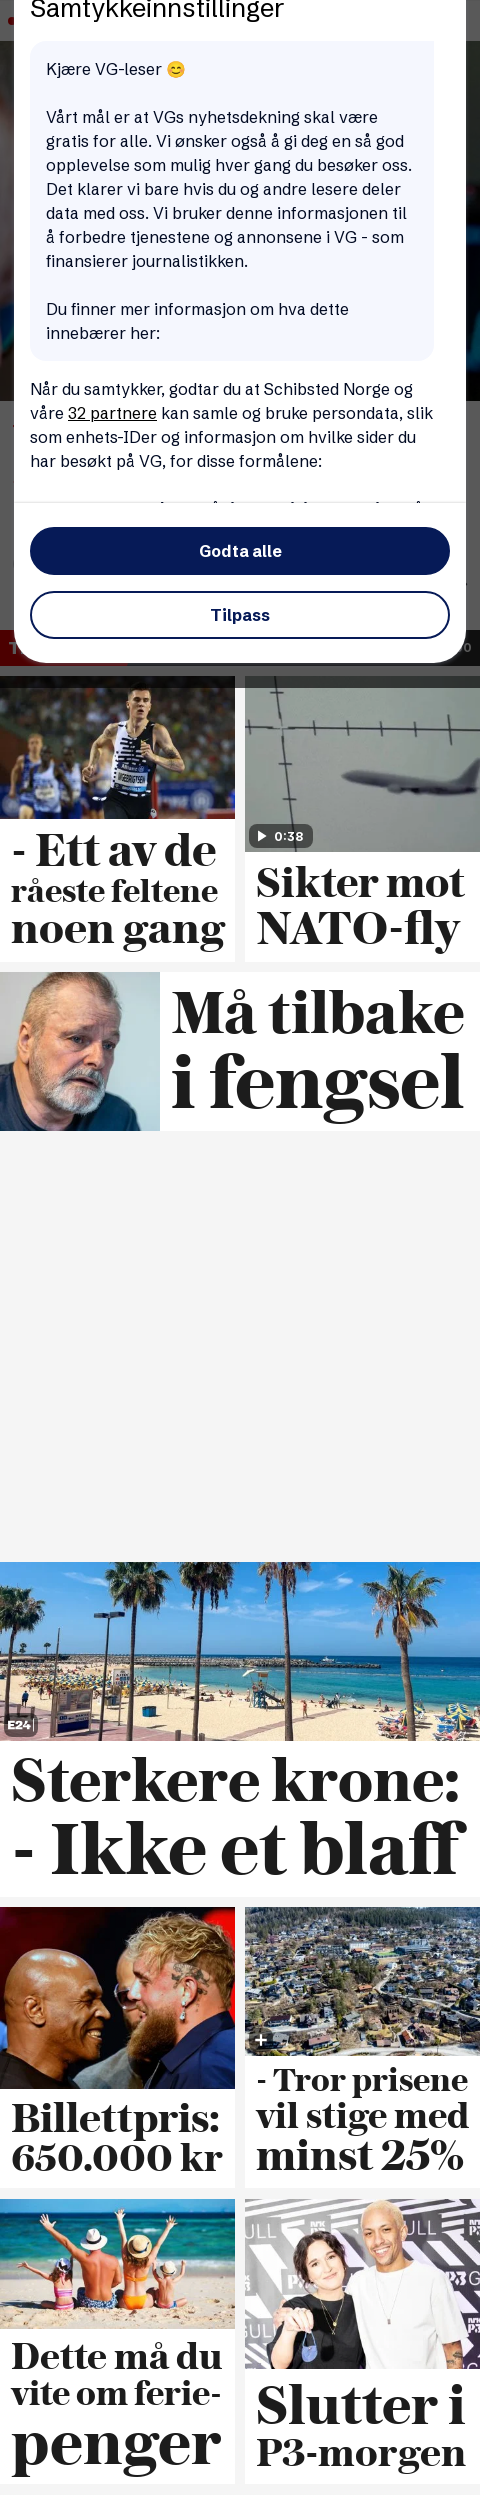 Samtykkeinnstillinger
Kjære VG-leser 😊
Vårt mål er at VGs nyhetsdekning skal være
gratis for alle. Vi ønsker også å gi deg en så god
opplevelse som mulig hver gang du besøker oss.
Det klarer vi bare hvis du og andre lesere deler
data med oss. Vi bruker denne informasjonen til
å forbedre tjenestene og annonsene i VG - som
finansierer journalistikken.
Du finner mer informasjon om hva dette
innebærer her:
Når du samtykker, godtar du at Schibsted Norge og
våre 32 partnere kan samle og bruke persondata, slik
som enhets-IDer og informasjon om hvilke sider du
har besøkt på VG, for disse formålene:
Godta alle
Tilpass
INGEBRIGTSEN
0:38
- Ett av de
råeste feltene
noen gang
Sikter mot
NATO-fly
Må tilbake
i fengsel
E24
Sterkere krone:
- Ikke et blaff
Billettpris:
650.000 kr
- Tror prisene
vil stige med
minst 25%
Dette må du
vite om ferie-
penger
Slutter i
P3-morgen